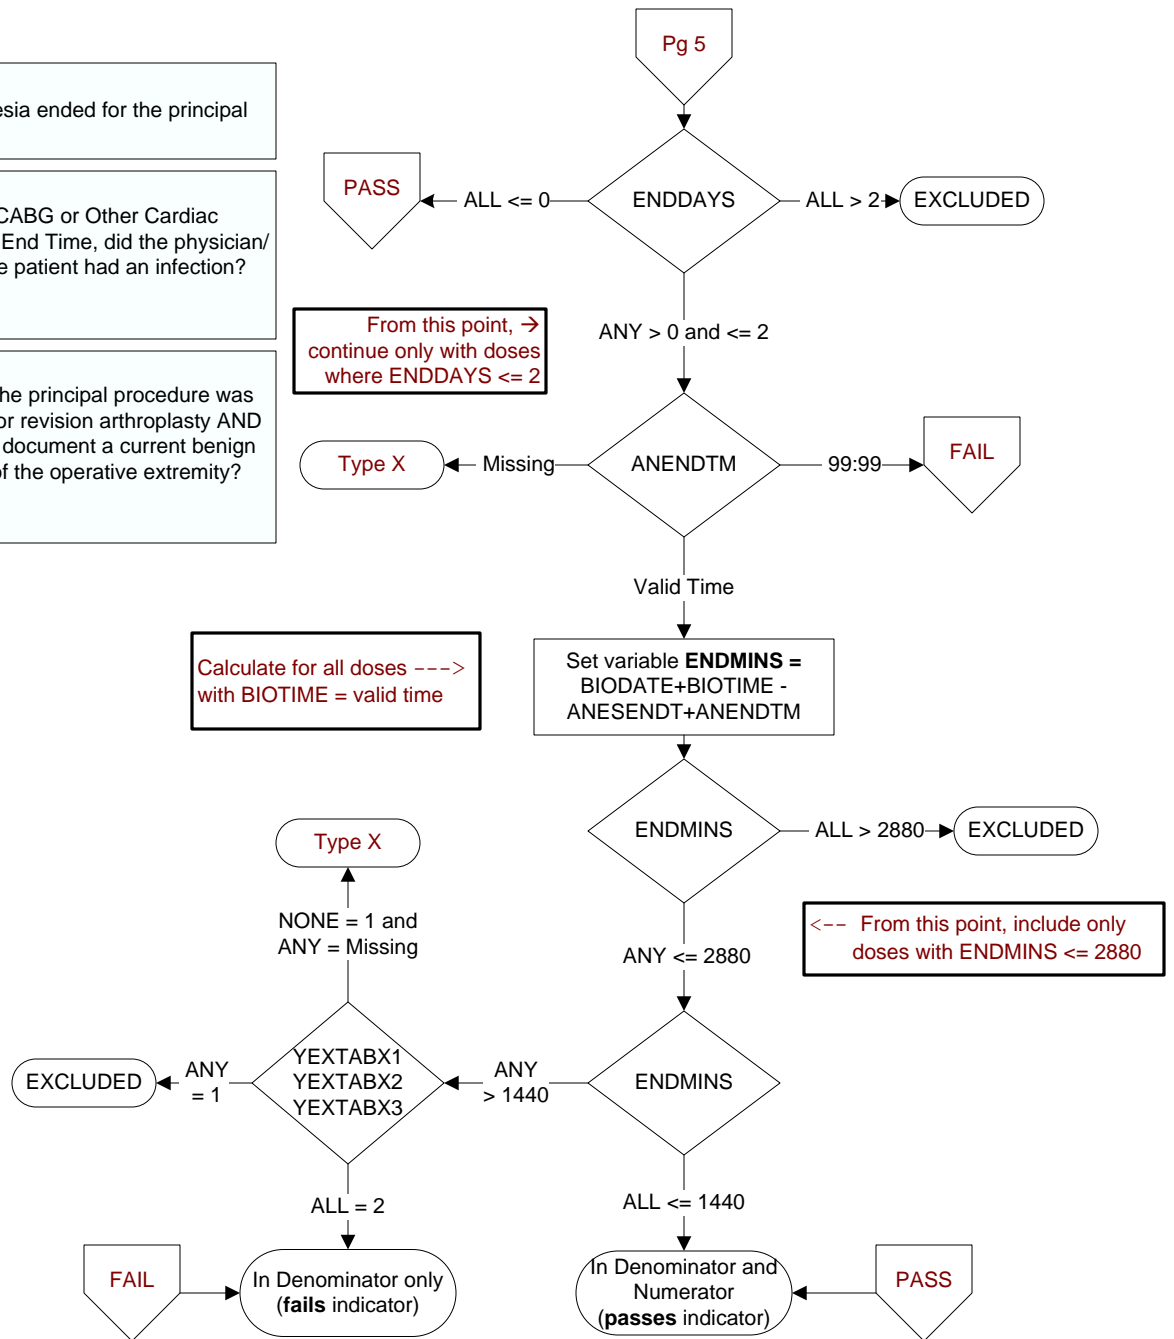 Pg 5
esia ended for the principal
PASS
ALL <= 0
ENDDAYS
ALL > 2
EXCLUDED
CABG or Other Cardiac
End Time, did the physician/
e patient had an infection?
From this point, →
continue only with doses
where ENDDAYS <= 2
ANY > 0 and <= 2
he principal procedure was
or revision arthroplasty AND
document a current benign
of the operative extremity?
Type X
Missing
ANENDTM
99:99
FAIL
Valid Time
Calculate for all doses --->
with BIOTIME = valid time
Set variable ENDMINS =
BIODATE+BIOTIME -
ANESENDT+ANENDTM
ENDMINS
ALL > 2880
EXCLUDED
Type X
NONE = 1 and
ANY = Missing
ANY <= 2880
<-- From this point, include only
doses with ENDMINS <= 2880
EXCLUDED
ANY
= 1
YEXTABX1
YEXTABX2
YEXTABX3
ANY
> 1440
ENDMINS
ALL = 2
ALL <= 1440
FAIL
In Denominator only
(fails indicator)
In Denominator and
Numerator
(passes indicator)
PASS